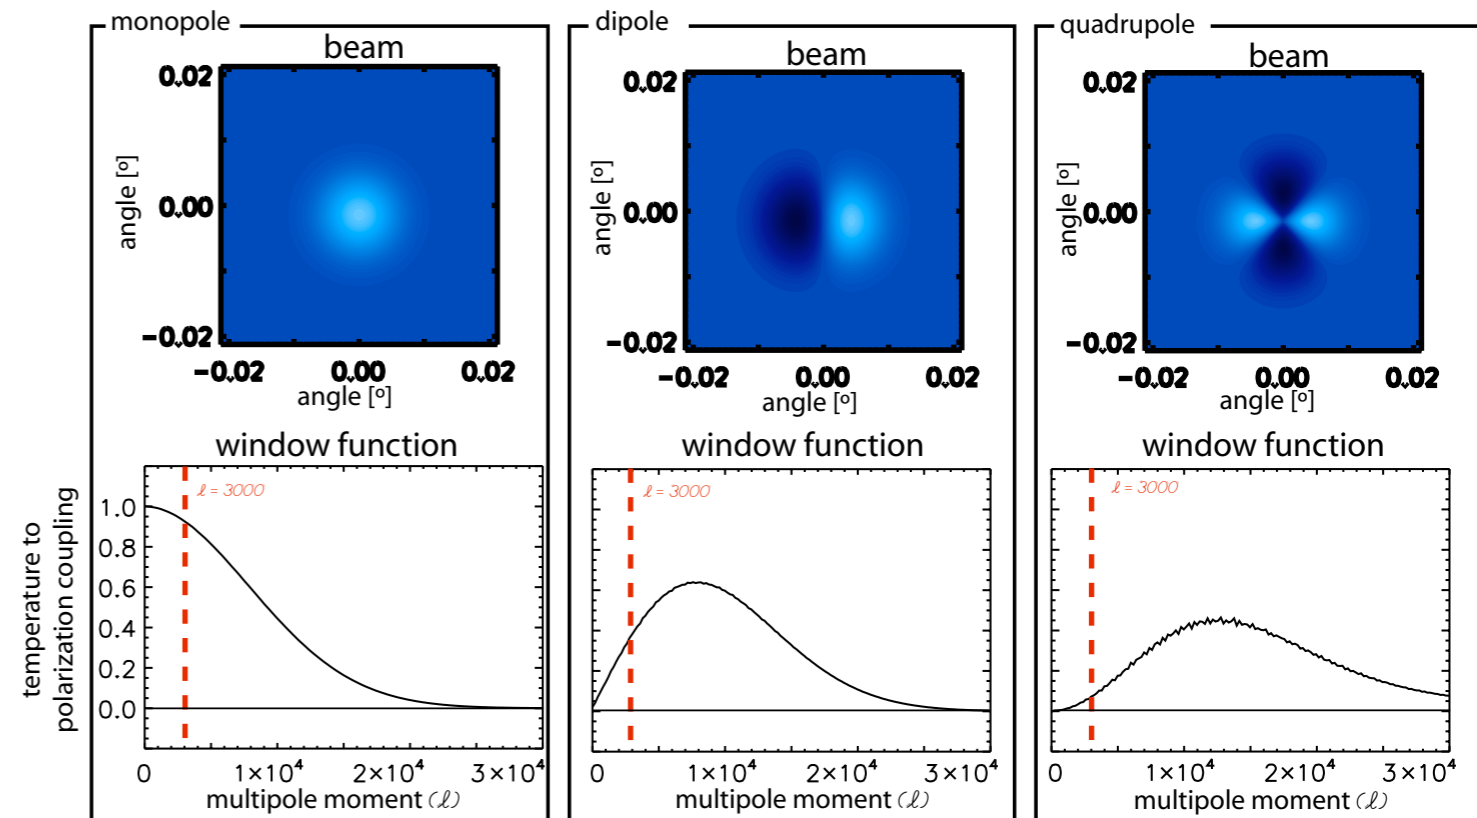 monopole
beam
0.02
0.00
−0.02
angle [º]
−0.02 0.00 0.02
angle [º]
window function
temperature to
polarization coupling
ℓ = 3000
1.0
0.8
0.6
0.4
0.2
0.0
0 1×10⁴ 2×10⁴ 3×10⁴
multipole moment (ℓ)
dipole
beam
0.02
0.00
−0.02
angle [º]
−0.02 0.00 0.02
angle [º]
window function
ℓ = 3000
0 1×10⁴ 2×10⁴ 3×10⁴
multipole moment (ℓ)
quadrupole
beam
0.02
0.00
−0.02
angle [º]
−0.02 0.00 0.02
angle [º]
window function
ℓ = 3000
0 1×10⁴ 2×10⁴ 3×10⁴
multipole moment (ℓ)